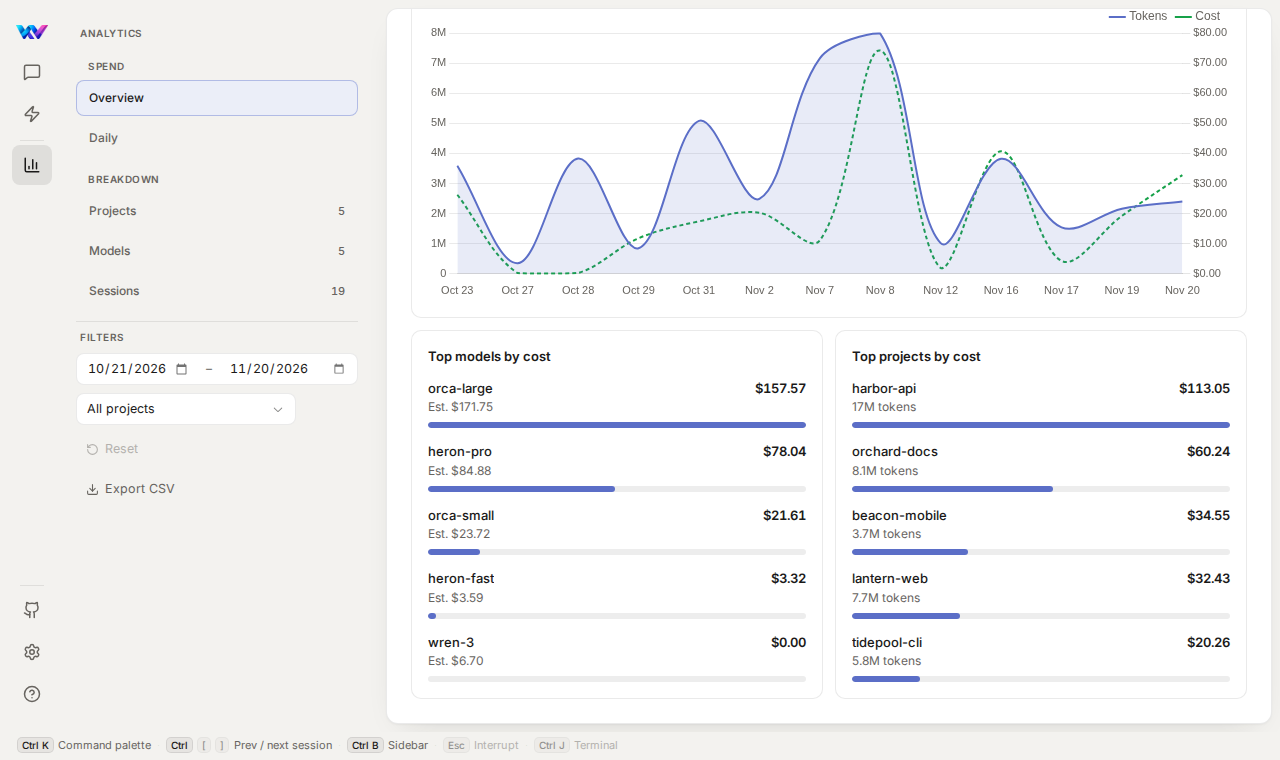 ANALYTICS
SPEND
Overview
Daily
BREAKDOWN
Projects 5
Models 5
Sessions 19
FILTERS
10/21/2026 – 11/20/2026
All projects
Reset
Export CSV
Tokens Cost
8M $80.00
7M $70.00
6M $60.00
5M $50.00
4M $40.00
3M $30.00
2M $20.00
1M $10.00
0 $0.00
Oct 23 Oct 27 Oct 28 Oct 29 Oct 31 Nov 2 Nov 7 Nov 8 Nov 12 Nov 16 Nov 17 Nov 19 Nov 20
Top models by cost
orca-large $157.57
Est. $171.75
heron-pro $78.04
Est. $84.88
orca-small $21.61
Est. $23.72
heron-fast $3.32
Est. $3.59
wren-3 $0.00
Est. $6.70
Top projects by cost
harbor-api $113.05
17M tokens
orchard-docs $60.24
8.1M tokens
beacon-mobile $34.55
3.7M tokens
lantern-web $32.43
7.7M tokens
tidepool-cli $20.26
5.8M tokens
Ctrl K Command palette Ctrl [ ] Prev / next session Ctrl B Sidebar Esc Interrupt Ctrl J Terminal